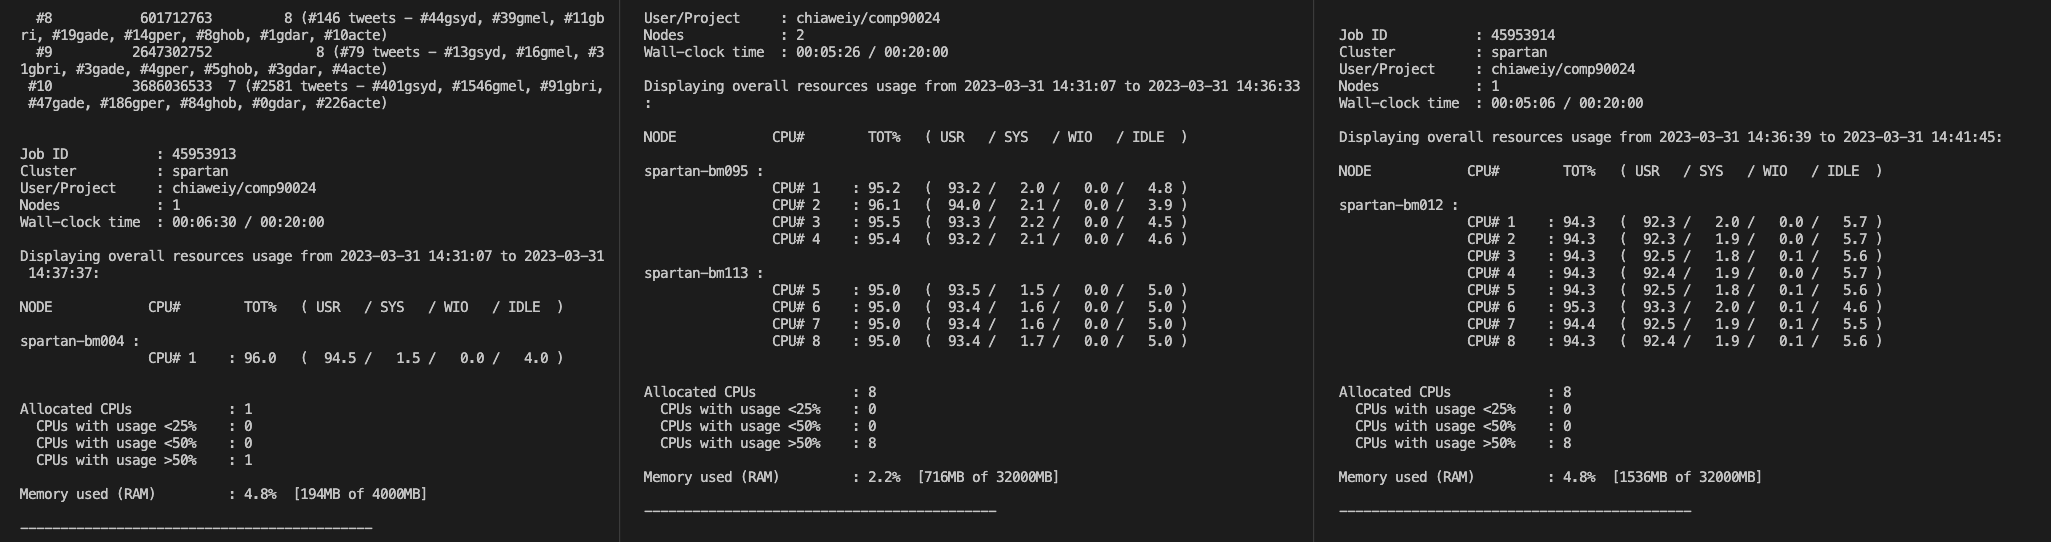 #8 601712763 8 (#146 tweets - #44gsyd, #39gmel, #11gb
ri, #19gade, #14gper, #8ghob, #1gdar, #10acte)
#9 2647302752 8 (#79 tweets - #13gsyd, #16gmel, #3
1gbri, #3gade, #4gper, #5ghob, #3gdar, #4acte)
#10 3686036533 7 (#2581 tweets - #401gsyd, #1546gmel, #91gbri,
#47gade, #186gper, #84ghob, #0gdar, #226acte)
Job ID : 45953913
Cluster : spartan
User/Project : chiaweiy/comp90024
Nodes : 1
Wall-clock time : 00:06:30 / 00:20:00
Displaying overall resources usage from 2023-03-31 14:31:07 to 2023-03-31
14:37:37:
NODE CPU# TOT% ( USR / SYS / WIO / IDLE )
spartan-bm004 :
CPU# 1 : 96.0 ( 94.5 / 1.5 / 0.0 / 4.0 )
Allocated CPUs : 1
CPUs with usage <25% : 0
CPUs with usage <50% : 0
CPUs with usage >50% : 1
Memory used (RAM) : 4.8% [194MB of 4000MB]
____________________________________________
User/Project : chiaweiy/comp90024
Nodes : 2
Wall-clock time : 00:05:26 / 00:20:00
Displaying overall resources usage from 2023-03-31 14:31:07 to 2023-03-31 14:36:33
:
NODE CPU# TOT% ( USR / SYS / WIO / IDLE )
spartan-bm095 :
CPU# 1 : 95.2 ( 93.2 / 2.0 / 0.0 / 4.8 )
CPU# 2 : 96.1 ( 94.0 / 2.1 / 0.0 / 3.9 )
CPU# 3 : 95.5 ( 93.3 / 2.2 / 0.0 / 4.5 )
CPU# 4 : 95.4 ( 93.2 / 2.1 / 0.0 / 4.6 )
spartan-bm113 :
CPU# 5 : 95.0 ( 93.5 / 1.5 / 0.0 / 5.0 )
CPU# 6 : 95.0 ( 93.4 / 1.6 / 0.0 / 5.0 )
CPU# 7 : 95.0 ( 93.4 / 1.6 / 0.0 / 5.0 )
CPU# 8 : 95.0 ( 93.4 / 1.7 / 0.0 / 5.0 )
Allocated CPUs : 8
CPUs with usage <25% : 0
CPUs with usage <50% : 0
CPUs with usage >50% : 8
Memory used (RAM) : 2.2% [716MB of 32000MB]
____________________________________________
Job ID : 45953914
Cluster : spartan
User/Project : chiaweiy/comp90024
Nodes : 1
Wall-clock time : 00:05:06 / 00:20:00
Displaying overall resources usage from 2023-03-31 14:36:39 to 2023-03-31 14:41:45:
NODE CPU# TOT% ( USR / SYS / WIO / IDLE )
spartan-bm012 :
CPU# 1 : 94.3 ( 92.3 / 2.0 / 0.0 / 5.7 )
CPU# 2 : 94.3 ( 92.3 / 1.9 / 0.0 / 5.7 )
CPU# 3 : 94.3 ( 92.5 / 1.8 / 0.1 / 5.6 )
CPU# 4 : 94.3 ( 92.4 / 1.9 / 0.0 / 5.7 )
CPU# 5 : 94.3 ( 92.5 / 1.8 / 0.1 / 5.6 )
CPU# 6 : 95.3 ( 93.3 / 2.0 / 0.1 / 4.6 )
CPU# 7 : 94.4 ( 92.5 / 1.9 / 0.1 / 5.5 )
CPU# 8 : 94.3 ( 92.4 / 1.9 / 0.1 / 5.6 )
Allocated CPUs : 8
CPUs with usage <25% : 0
CPUs with usage <50% : 0
CPUs with usage >50% : 8
Memory used (RAM) : 4.8% [1536MB of 32000MB]
____________________________________________